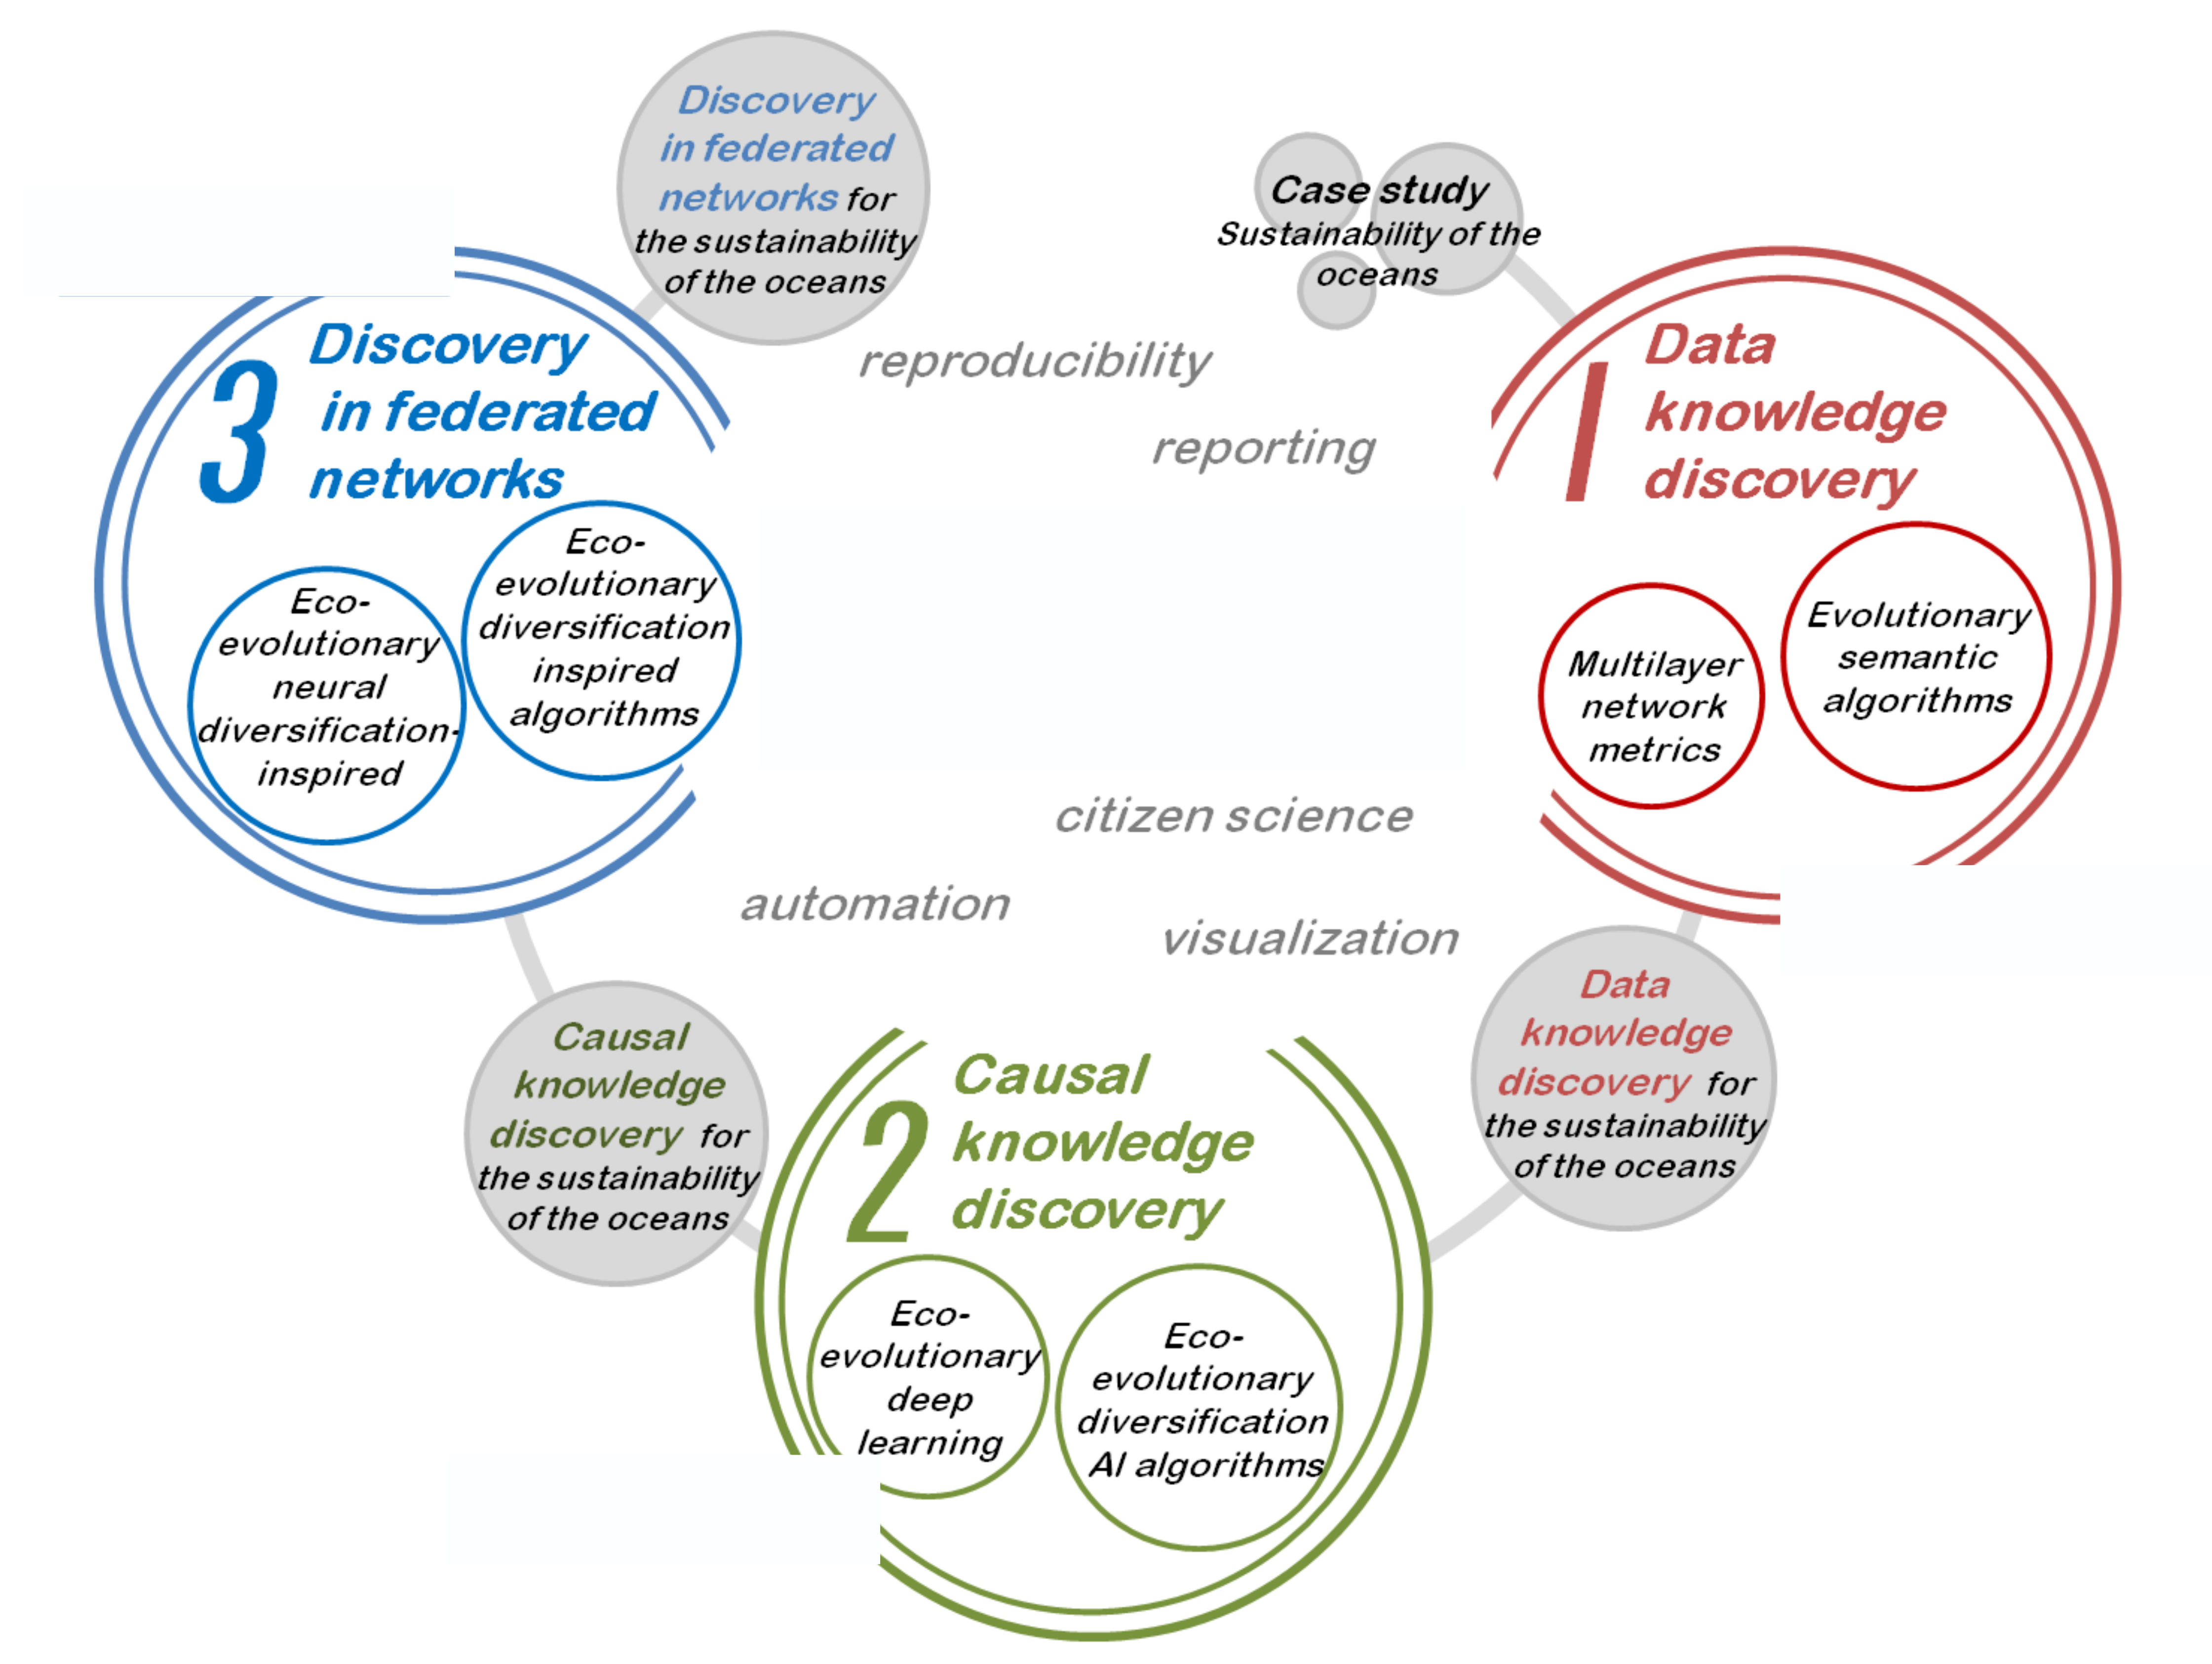 Discovery
in federated
networks for
the sustainability
of the oceans
Case study
Sustainability of the
oceans
3
Discovery
in federated
networks
Eco-
evolutionary
neural
diversification-
inspired
Eco-
evolutionary
diversification
inspired
algorithms
reproducibility
reporting
1
Data
knowledge
discovery
Multilayer
network
metrics
Evolutionary
semantic
algorithms
citizen science
automation
visualization
Causal
knowledge
discovery for
the sustainability
of the oceans
2
Causal
knowledge
discovery
Eco-
evolutionary
deep
learning
Eco-
evolutionary
diversification
AI algorithms
Data
knowledge
discovery for
the sustainability
of the oceans